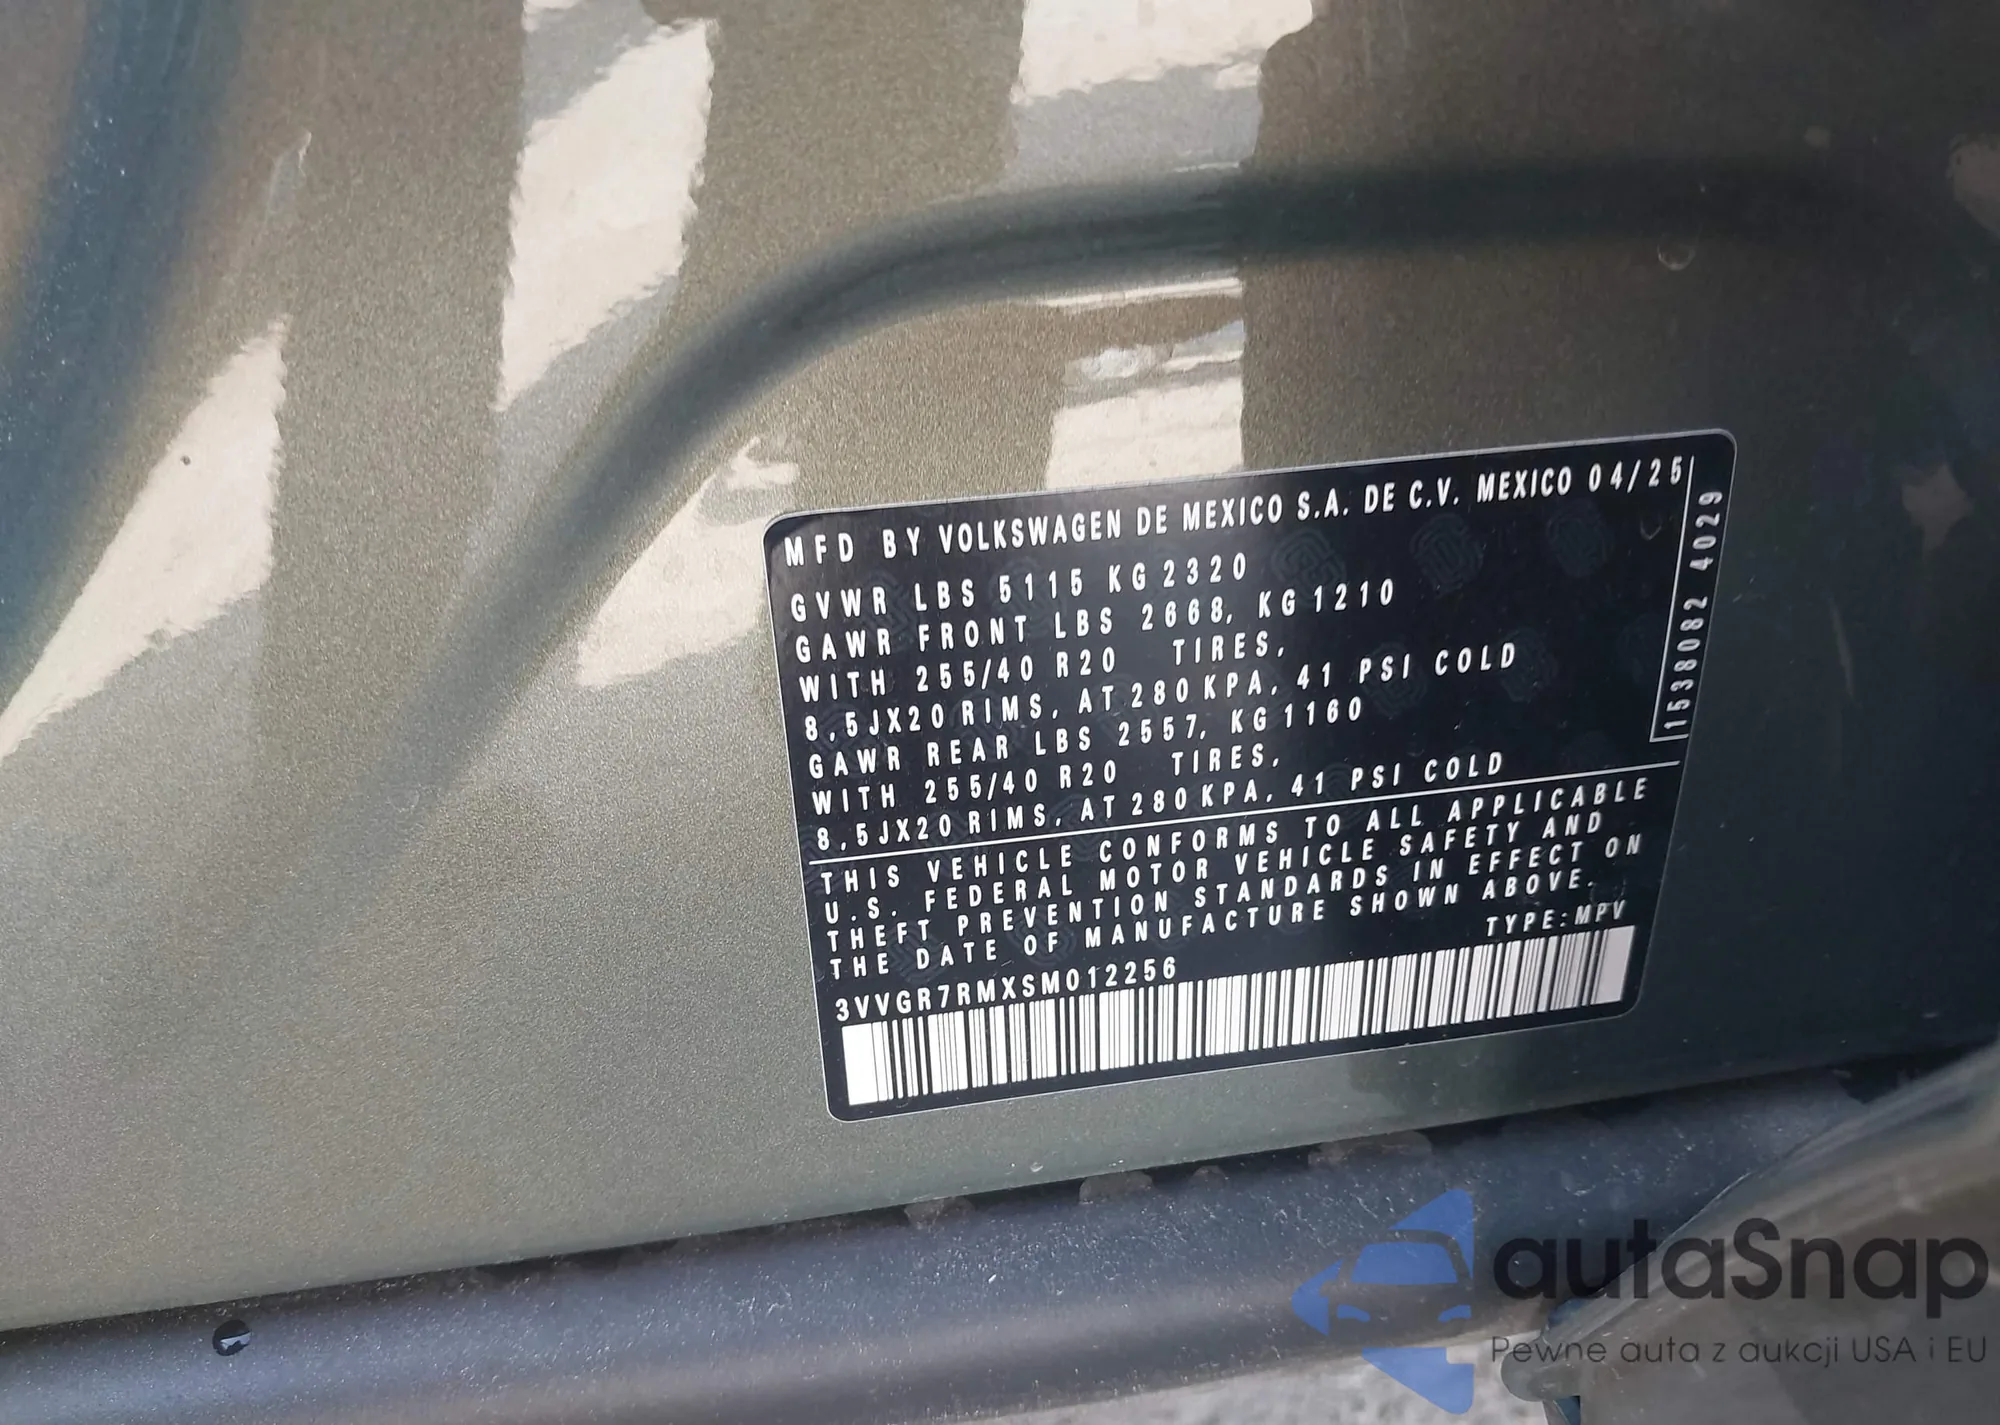 MFD BY VOLKSWAGEN DE MEXICO S.A. DE C.V. MEXICO 04/25
GVWR LBS 5115 KG 2320
GAWR FRONT LBS 2668, KG 1210
WITH 255/40 R20 TIRES,
8,5JX20 RIMS, AT 280 KPA, 41 PSI COLD
GAWR REAR LBS 2557, KG 1160
WITH 255/40 R20 TIRES,
8,5JX20 RIMS, AT 280 KPA, 41 PSI COLD
1538082 4029
THIS VEHICLE CONFORMS TO ALL APPLICABLE
U.S. FEDERAL MOTOR VEHICLE SAFETY AND
THEFT PREVENTION STANDARDS IN EFFECT ON
THE DATE OF MANUFACTURE SHOWN ABOVE.
3VVGR7RMXSM012256 TYPE:MPV
autaSnap
Pewne auta z aukcji USA i EU